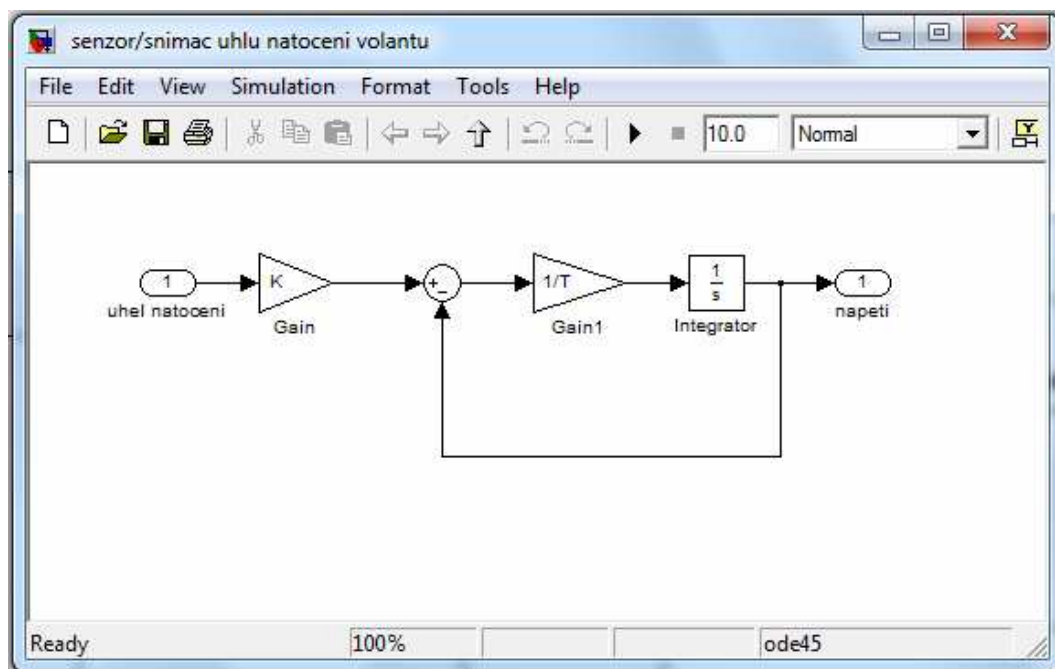 senzor/snimac uhlu natoceni volantu
File Edit View Simulation Format Tools Help
10.0 Normal
1 K +- 1/T 1/s 1
uhel natoceni Gain Gain1 Integrator napeti
Ready 100% ode45